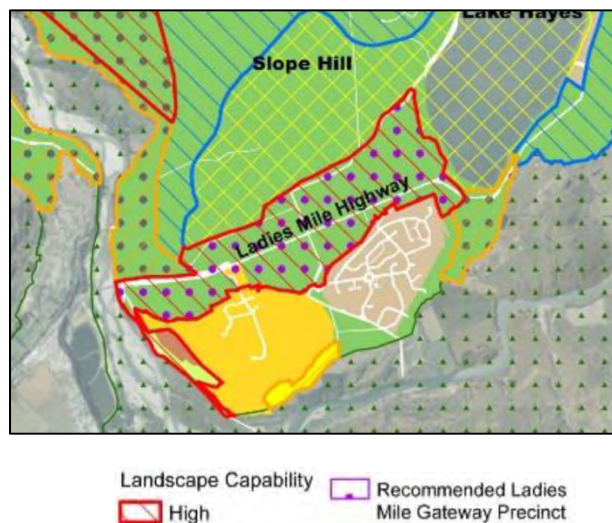 Lake Hayes
Slope Hill
Ladies Mile Highway
Landscape Capability
High
Recommended Ladies
Mile Gateway Precinct